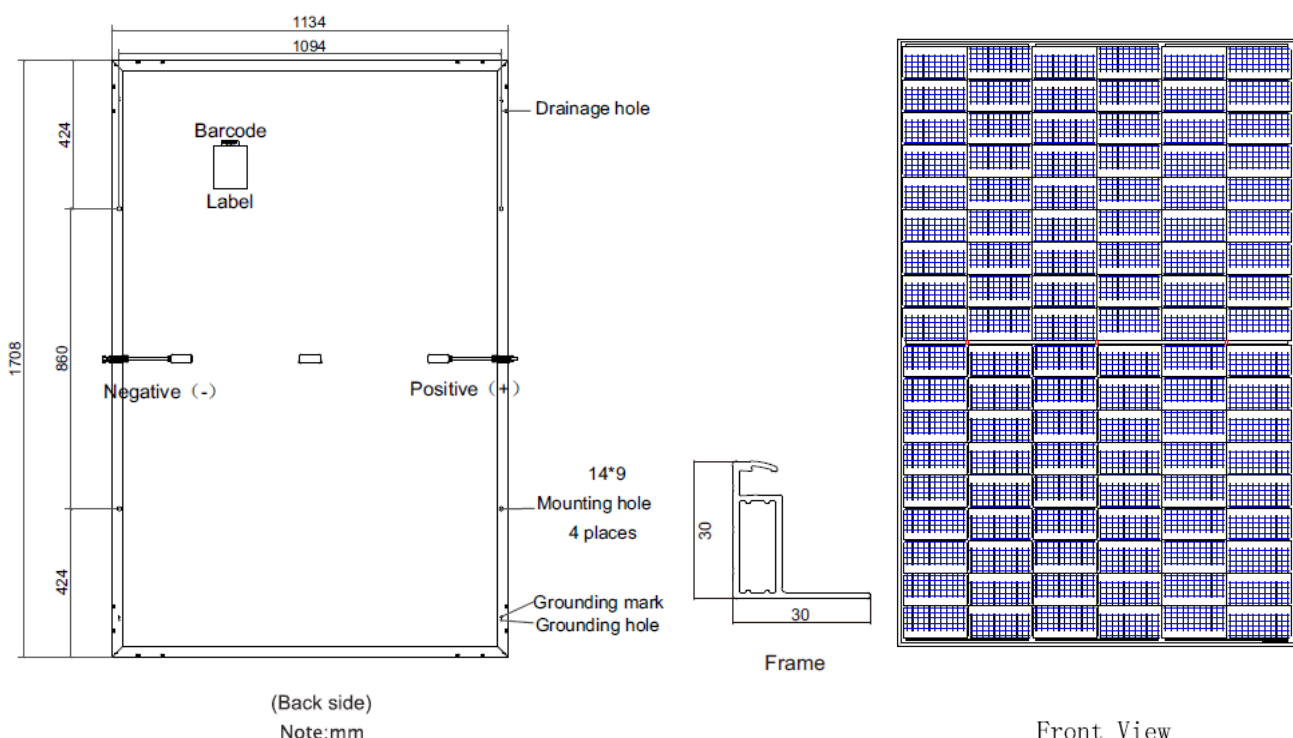 1134
1094
Drainage hole
424
Barcode
Label
1708
860
Negative (-)
Positive (+)
14*9
Mounting hole
4 places
30
424
Grounding mark
Grounding hole
30
Frame
(Back side)
Note:mm
Front View